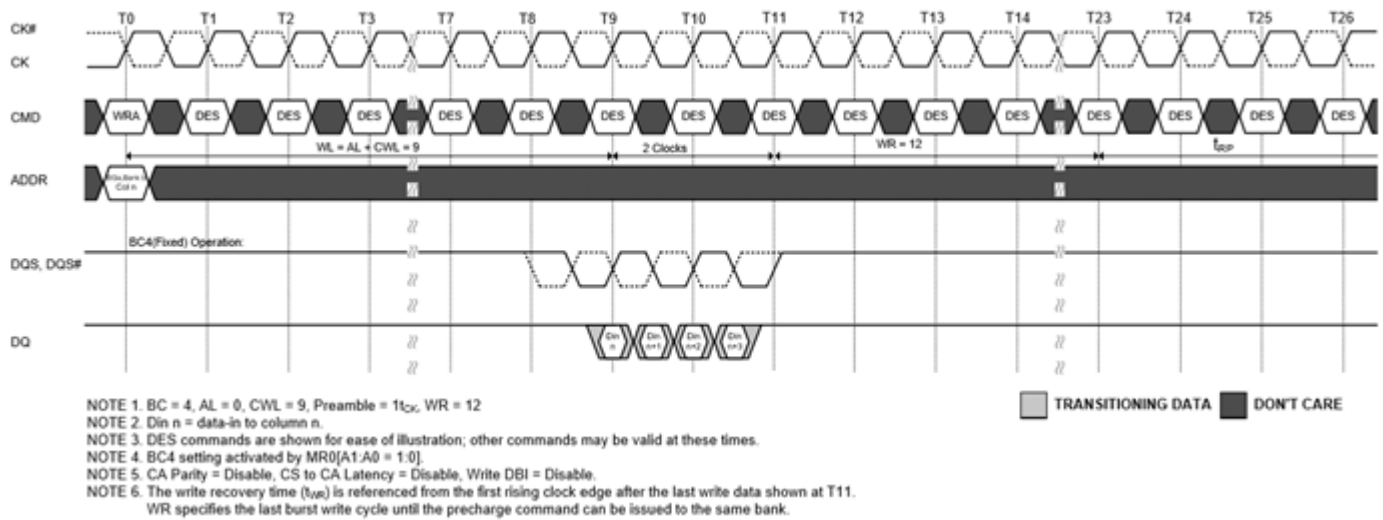 T0 T1 T2 T3 T7 T8 T9 T10 T11 T12 T13 T14 T23 T24 T25 T26
CK#
CK
CMD WRA DES DES DES DES DES DES DES DES DES DES DES DES DES DES DES
WL = AL + CWL = 9 2 Clocks WR = 12 tRP
ADDR
Col n
BC4(Fixed) Operation:
DQS, DQS#
DQ Din n Din n+1 Din n+2 Din n+3
NOTE 1. BC = 4, AL = 0, CWL = 9, Preamble = 1tCK, WR = 12
NOTE 2. Din n = data-in to column n.
NOTE 3. DES commands are shown for ease of illustration; other commands may be valid at these times.
NOTE 4. BC4 setting activated by MR0[A1:A0 = 1:0].
NOTE 5. CA Parity = Disable, CS to CA Latency = Disable, Write DBI = Disable.
NOTE 6. The write recovery time (tWR) is referenced from the first rising clock edge after the last write data shown at T11.
WR specifies the last burst write cycle until the precharge command can be issued to the same bank.
TRANSITIONING DATA DON'T CARE